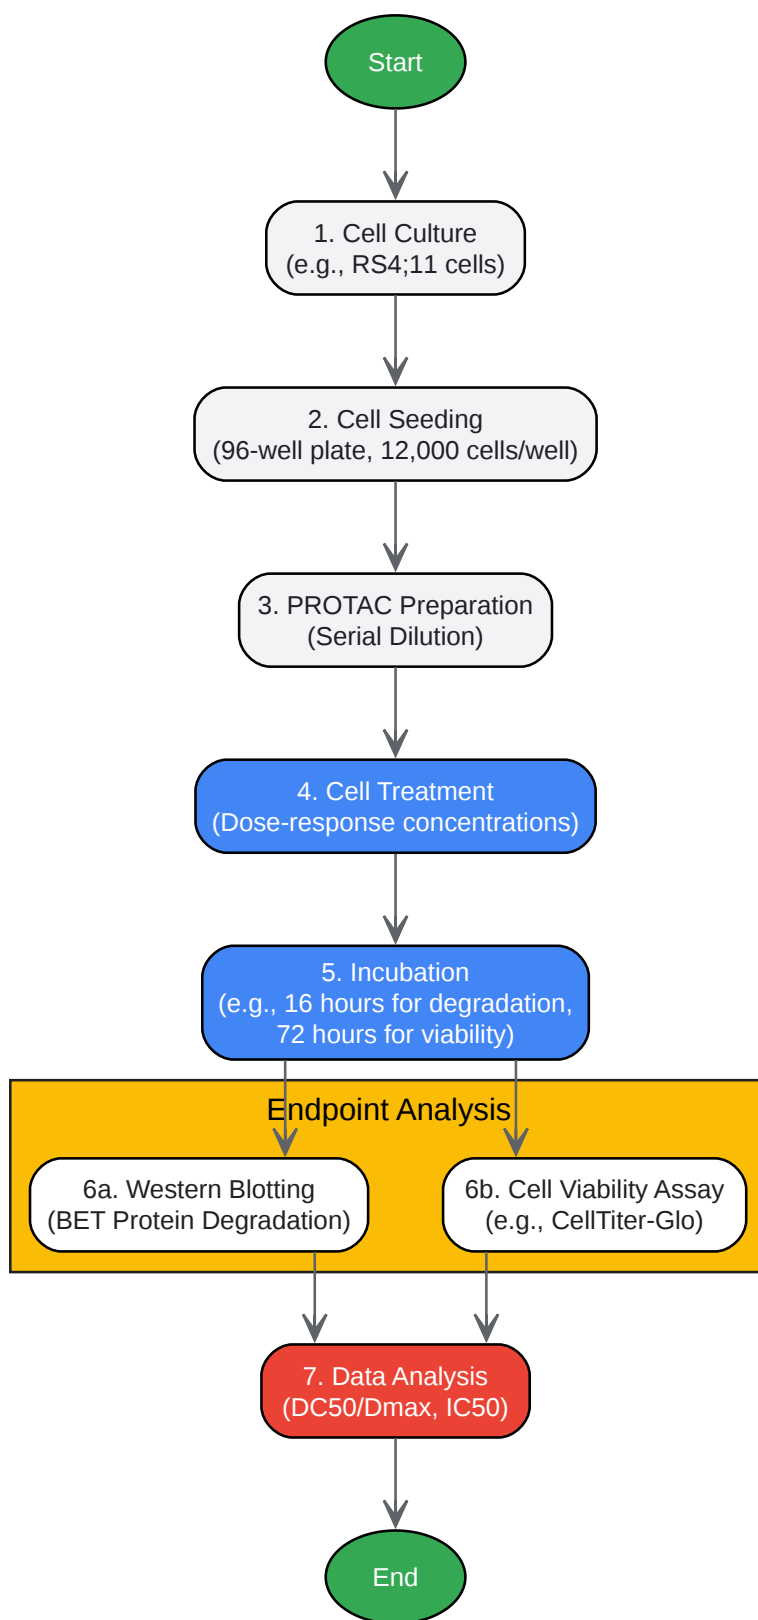 Start
1. Cell Culture
(e.g., RS4;11 cells)
2. Cell Seeding
(96-well plate, 12,000 cells/well)
3. PROTAC Preparation
(Serial Dilution)
4. Cell Treatment
(Dose-response concentrations)
5. Incubation
(e.g., 16 hours for degradation,
72 hours for viability)
Endpoint Analysis
6a. Western Blotting
(BET Protein Degradation)
6b. Cell Viability Assay
(e.g., CellTiter-Glo)
7. Data Analysis
(DC50/Dmax, IC50)
End